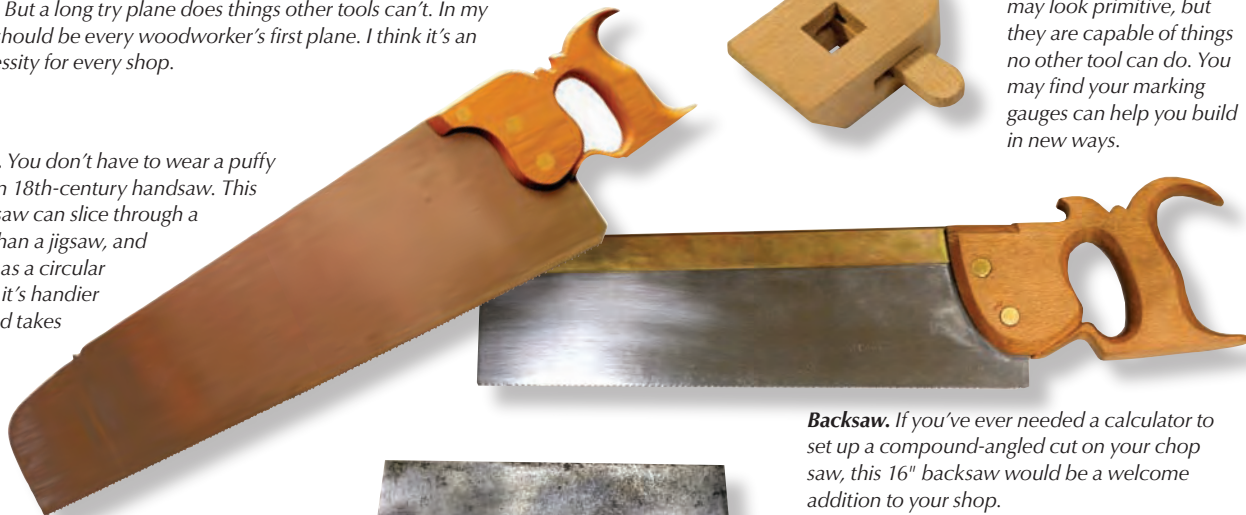 But a long try plane does things other tools can't. In my
should be every woodworker's first plane. I think it's an
essity for every shop.
may look primitive, but
they are capable of things
no other tool can do. You
may find your marking
gauges can help you build
in new ways.
. You don't have to wear a puffy
n 18th-century handsaw. This
saw can slice through a
han a jigsaw, and
as a circular
it's handier
d takes
Backsaw. If you've ever needed a calculator to
set up a compound-angled cut on your chop
saw, this 16" backsaw would be a welcome
addition to your shop.